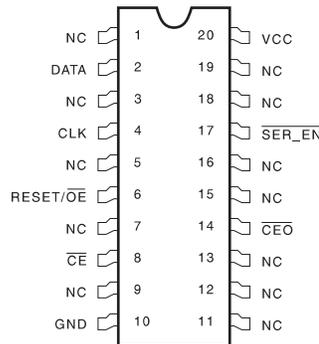 NC 1 20 VCC
DATA 2 19 NC
NC 3 18 NC
CLK 4 17 SER_EN
NC 5 16 NC
RESET/OE 6 15 NC
NC 7 14 CEO
CE 8 13 NC
NC 9 12 NC
GND 10 11 NC